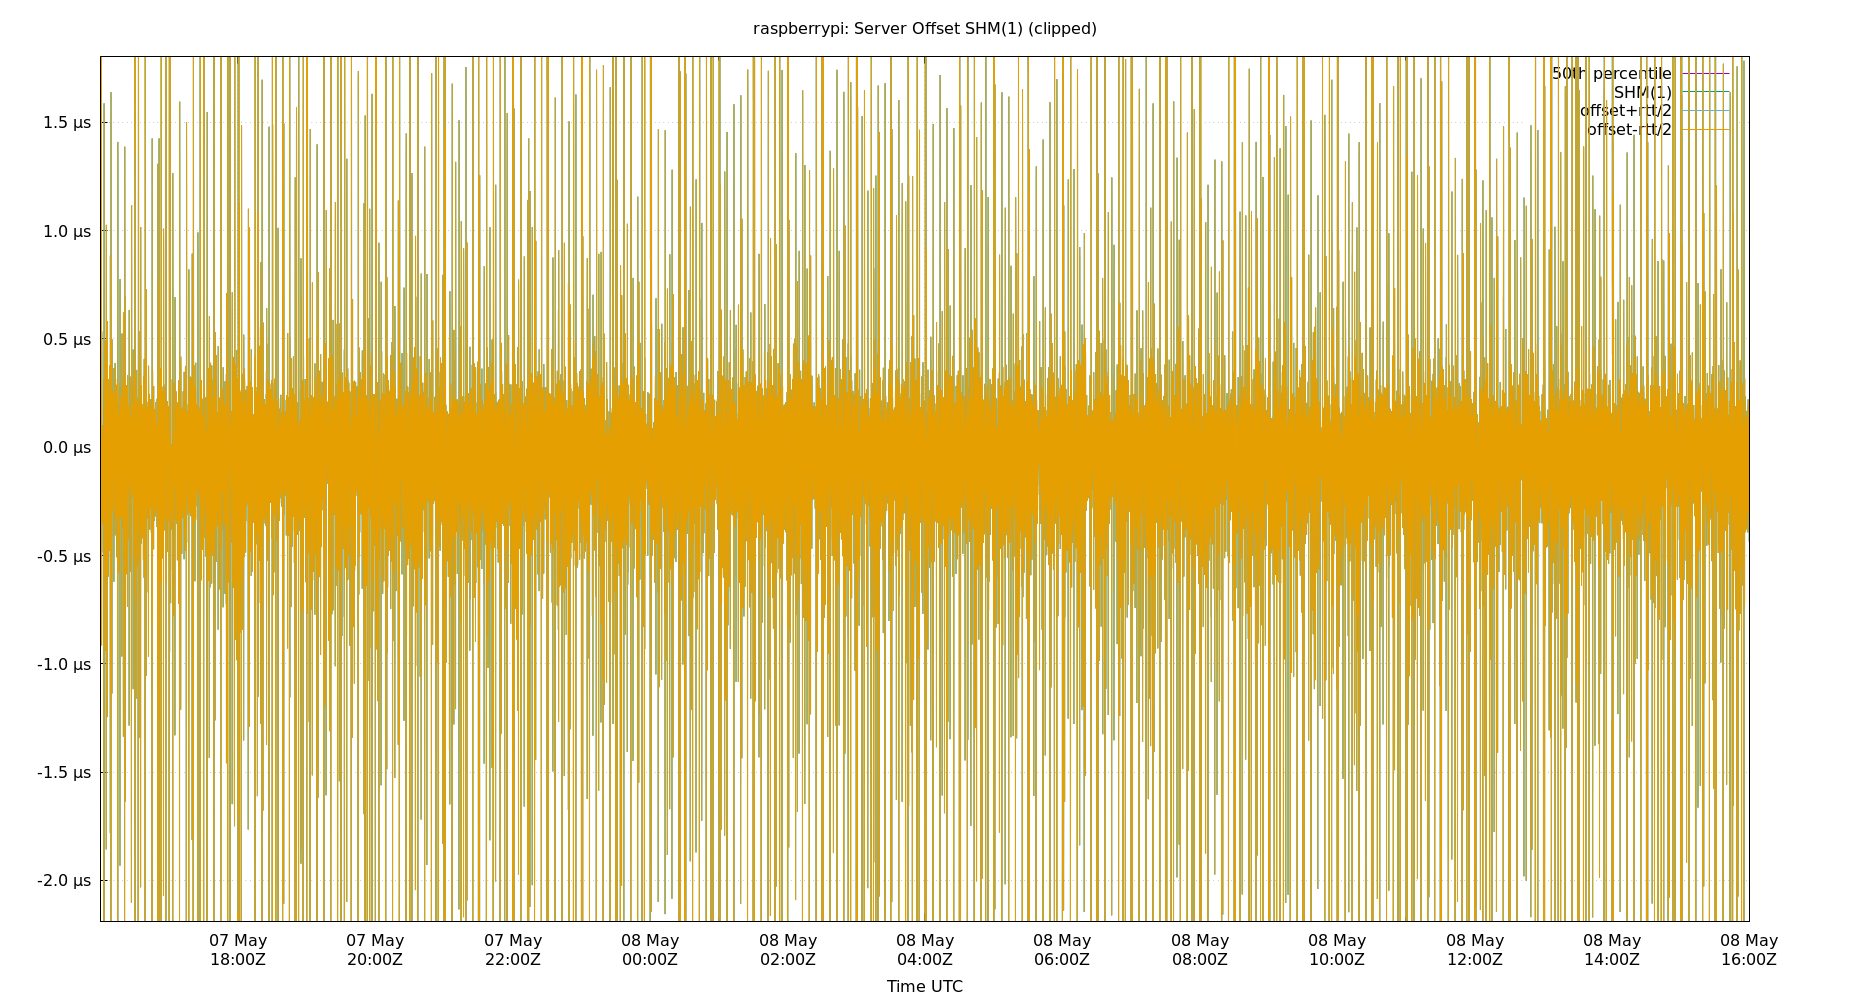 raspberrypi: Server Offset SHM(1) (clipped)
50th percentile
SHM(1)
offset+rtt/2
offset-rtt/2
1.5 µs
1.0 µs
0.5 µs
0.0 µs
-0.5 µs
-1.0 µs
-1.5 µs
-2.0 µs
07 May 07 May 07 May 08 May 08 May 08 May 08 May 08 May 08 May 08 May 08 May 08 May
18:00Z 20:00Z 22:00Z 00:00Z 02:00Z 04:00Z 06:00Z 08:00Z 10:00Z 12:00Z 14:00Z 16:00Z
Time UTC